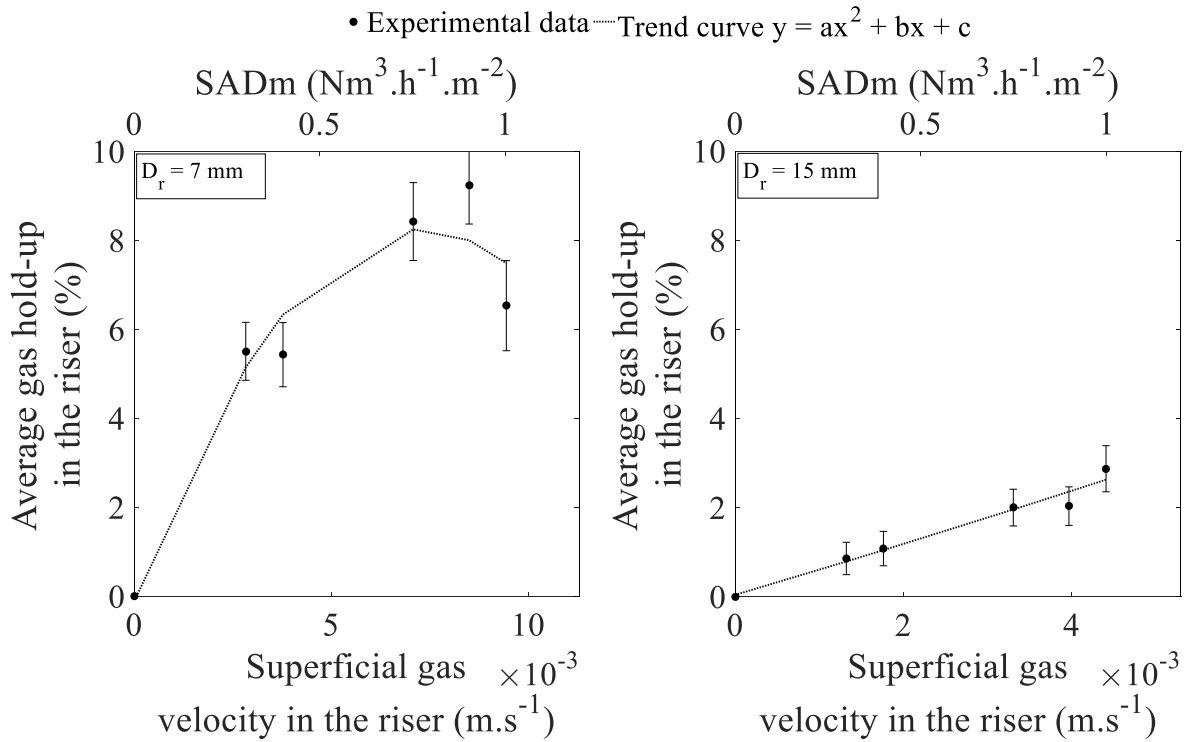 Experimental data Trend curve y = ax² + bx + c
SADm (Nm³.h⁻¹.m⁻²)
0 0.5 1
D_r = 7 mm
10
8
6
4
2
0
Average gas hold-up
in the riser (%)
0 5 10
×10⁻³
Superficial gas
velocity in the riser (m.s⁻¹)
SADm (Nm³.h⁻¹.m⁻²)
0 0.5 1
D_r = 15 mm
10
8
6
4
2
0
Average gas hold-up
in the riser (%)
0 2 4
×10⁻³
Superficial gas
velocity in the riser (m.s⁻¹)